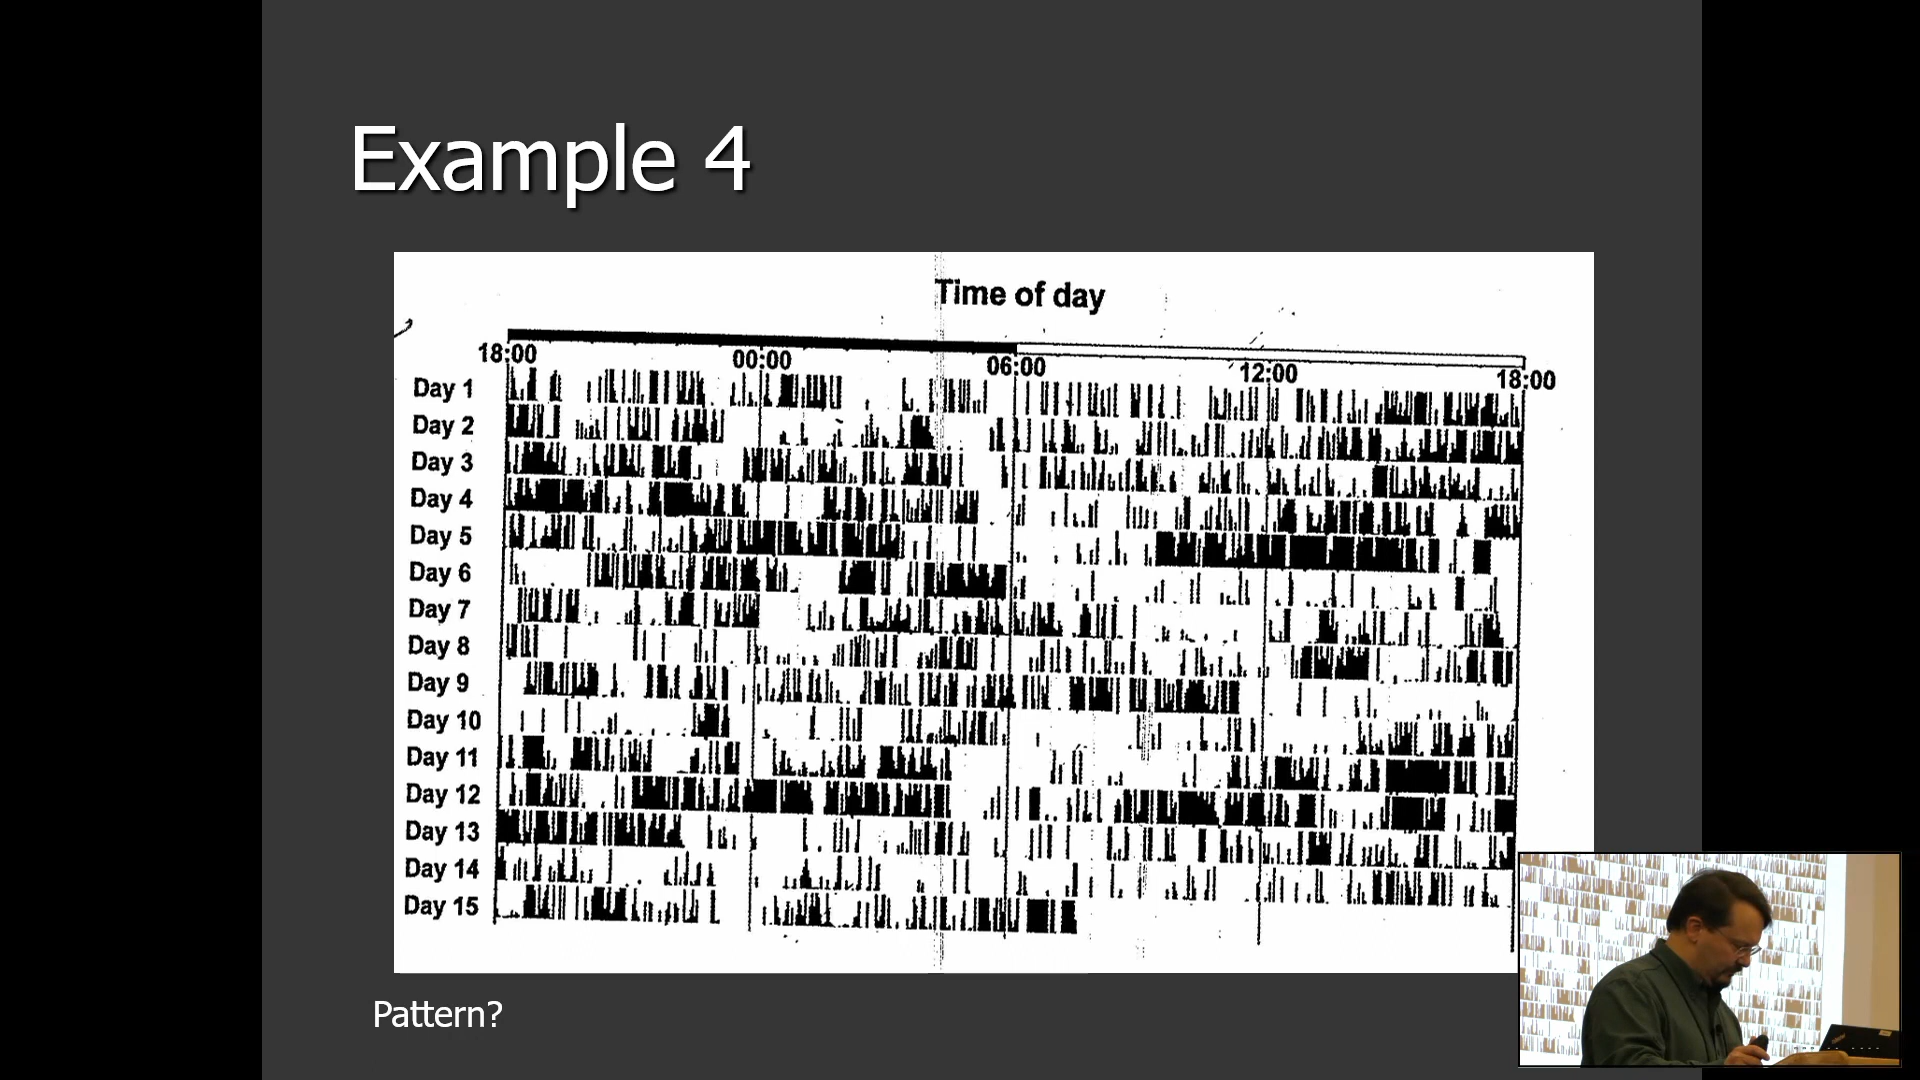 Example 4
Time of day
18:00 00:00 06:00 12:00 18:00
Day 1
Day 2
Day 3
Day 4
Day 5
Day 6
Day 7
Day 8
Day 9
Day 10
Day 11
Day 12
Day 13
Day 14
Day 15
Pattern?